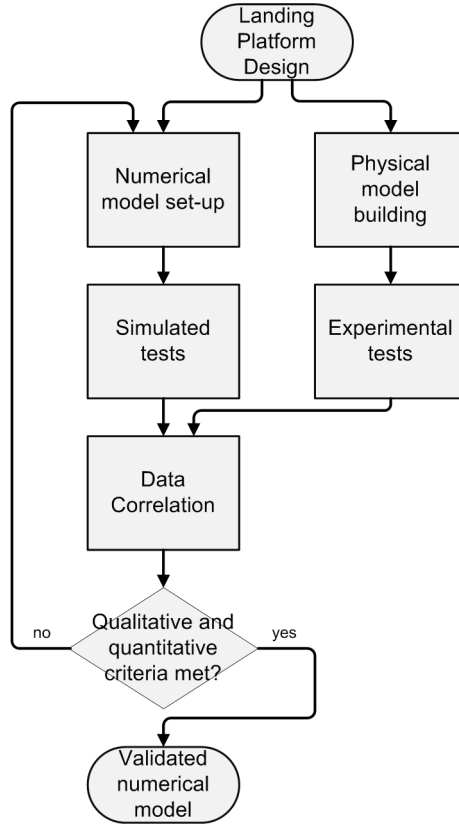 Landing
Platform
Design
Numerical
model set-up
Physical
model
building
Simulated
tests
Experimental
tests
Data
Correlation
Qualitative and
quantitative
criteria met?
no
yes
Validated
numerical
model